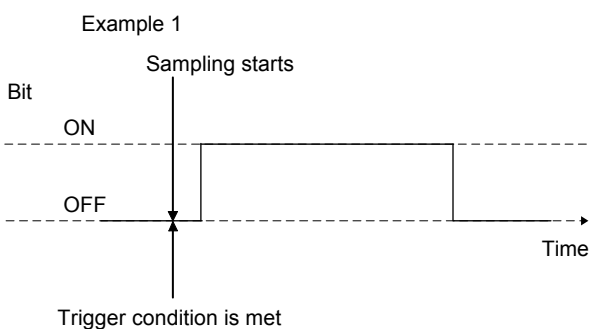 Example 1
Sampling starts
Bit
ON
OFF
Time
Trigger condition is met